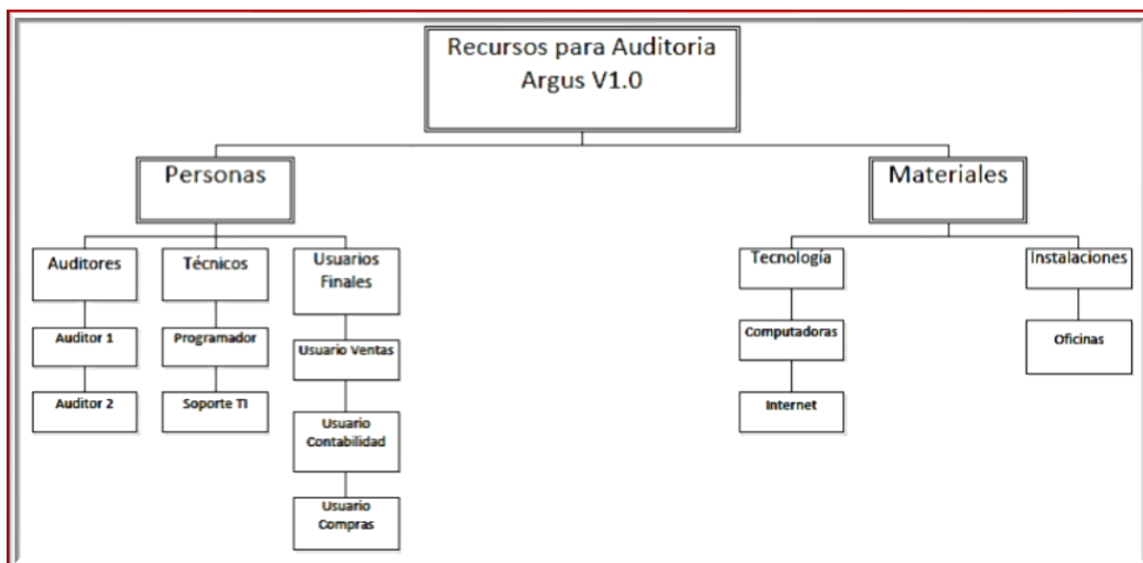 Recursos para Auditoria
Argus V1.0
Personas
Materiales
Auditores
Técnicos
Usuarios
Finales
Tecnología
Instalaciones
Auditor 1
Programador
Usuario Ventas
Computadoras
Oficinas
Auditor 2
Soporte TI
Usuario
Contabilidad
Internet
Usuario
Compras